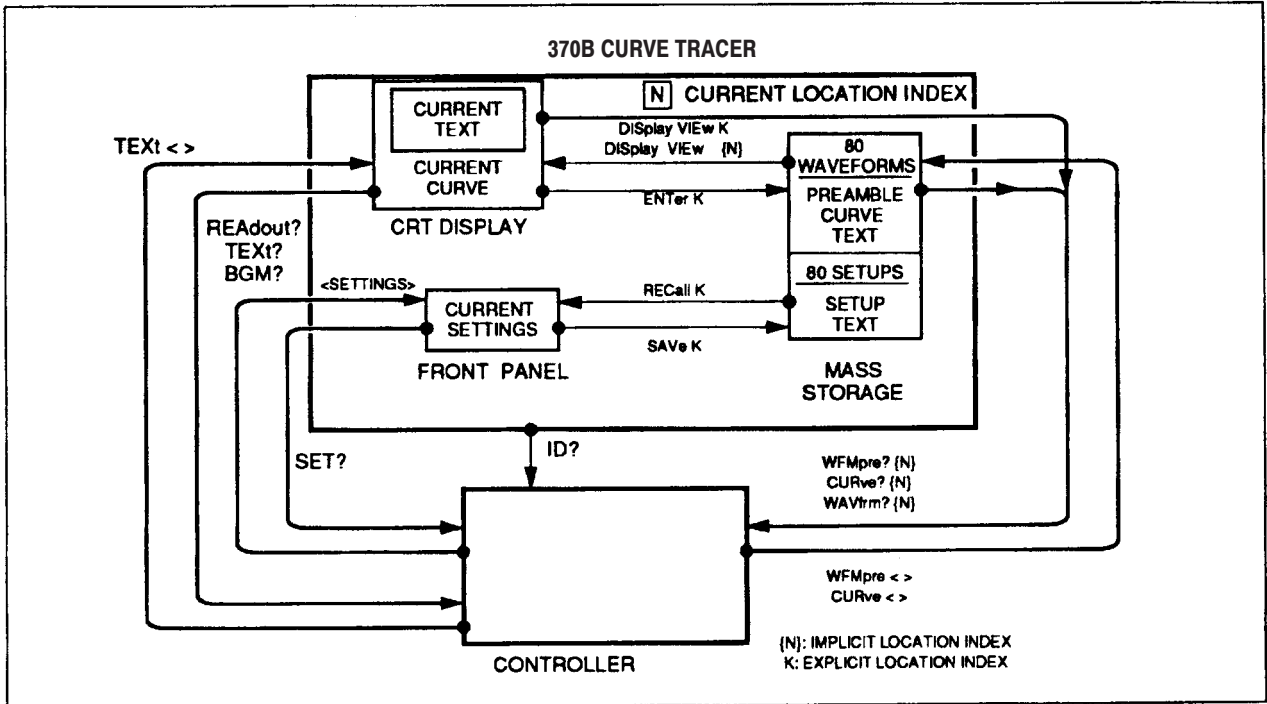 370B CURVE TRACER
N CURRENT LOCATION INDEX
CURRENT
TEXT
CURRENT
CURVE
CRT DISPLAY
DISplay VIEw K
DISplay VIEw {N}
ENTer K
80
WAVEFORMS
PREAMBLE
CURVE
TEXT
80 SETUPS
SETUP
TEXT
MASS
STORAGE
TEXt < >
REAdout?
TEXt?
BGM?
<SETTINGS>
CURRENT
SETTINGS
FRONT PANEL
RECall K
SAVe K
SET?
ID?
WFMpre? {N}
CURve? {N}
WAVfrm? {N}
WFMpre < >
CURve < >
CONTROLLER
{N}: IMPLICIT LOCATION INDEX
K: EXPLICIT LOCATION INDEX